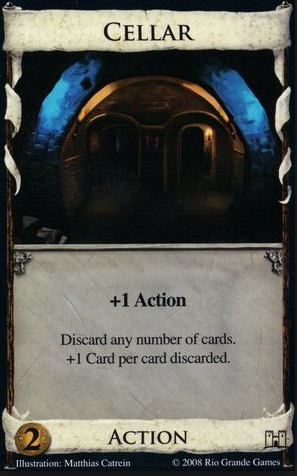 CELLAR
+1 Action
Discard any number of cards.
+1 Card per card discarded.
2
ACTION
Illustration: Matthias Catrein © 2008 Rio Grande Games